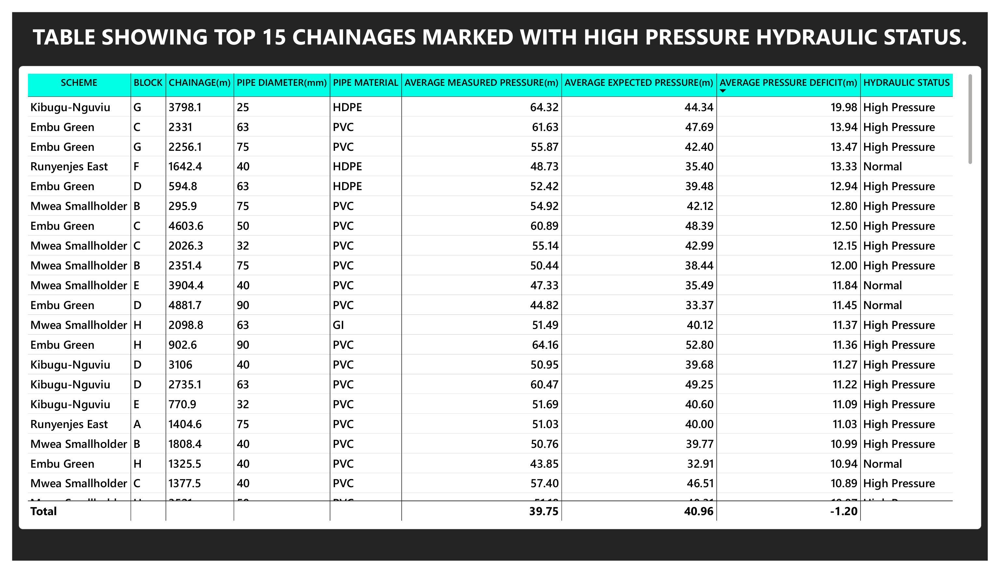 TABLE SHOWING TOP 15 CHAINAGES MARKED WITH HIGH PRESSURE HYDRAULIC STATUS.
SCHEME BLOCK CHAINAGE(m) PIPE DIAMETER(mm) PIPE MATERIAL AVERAGE MEASURED PRESSURE(m) AVERAGE EXPECTED PRESSURE(m) AVERAGE PRESSURE DEFICIT(m) HYDRAULIC STATUS
Kibugu-Nguviu G 3798.1 25 HDPE 64.32 44.34 19.98 High Pressure
Embu Green C 2331 63 PVC 61.63 47.69 13.94 High Pressure
Embu Green G 2256.1 75 PVC 55.87 42.40 13.47 High Pressure
Runyenjes East F 1642.4 40 HDPE 48.73 35.40 13.33 Normal
Embu Green D 594.8 63 HDPE 52.42 39.48 12.94 High Pressure
Mwea Smallholder B 295.9 75 PVC 54.92 42.12 12.80 High Pressure
Embu Green C 4603.6 50 PVC 60.89 48.39 12.50 High Pressure
Mwea Smallholder C 2026.3 32 PVC 55.14 42.99 12.15 High Pressure
Mwea Smallholder B 2351.4 75 PVC 50.44 38.44 12.00 High Pressure
Mwea Smallholder E 3904.4 40 PVC 47.33 35.49 11.84 Normal
Embu Green D 4881.7 90 PVC 44.82 33.37 11.45 Normal
Mwea Smallholder H 2098.8 63 GI 51.49 40.12 11.37 High Pressure
Embu Green H 902.6 90 PVC 64.16 52.80 11.36 High Pressure
Kibugu-Nguviu D 3106 40 PVC 50.95 39.68 11.27 High Pressure
Kibugu-Nguviu D 2735.1 63 PVC 60.47 49.25 11.22 High Pressure
Kibugu-Nguviu E 770.9 32 PVC 51.69 40.60 11.09 High Pressure
Runyenjes East A 1404.6 75 PVC 51.03 40.00 11.03 High Pressure
Mwea Smallholder B 1808.4 40 PVC 50.76 39.77 10.99 High Pressure
Embu Green H 1325.5 40 PVC 43.85 32.91 10.94 Normal
Mwea Smallholder C 1377.5 40 PVC 57.40 46.51 10.89 High Pressure
Total 39.75 40.96 -1.20